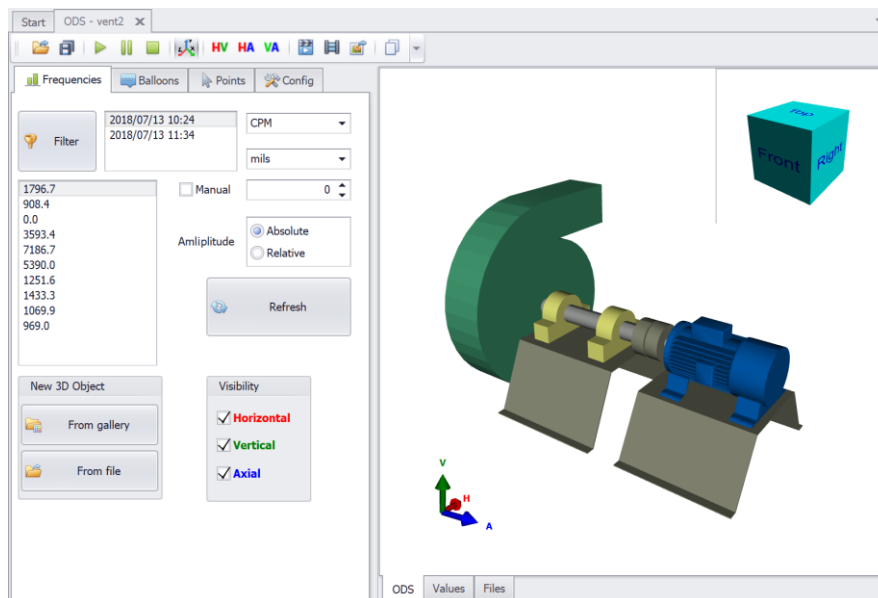 Start
ODS - vent2
HV HA VA
Frequencies
Balloons
Points
Config
Filter
2018/07/13 10:24
2018/07/13 11:34
CPM
mils
1796.7
908.4
0.0
3593.4
7186.7
5390.0
1251.6
1433.3
1069.9
969.0
Manual
0
Amliplitude
Absolute
Relative
Refresh
New 3D Object
From gallery
From file
Visibility
Horizontal
Vertical
Axial
top
Front
Right
V
H
A
ODS
Values
Files